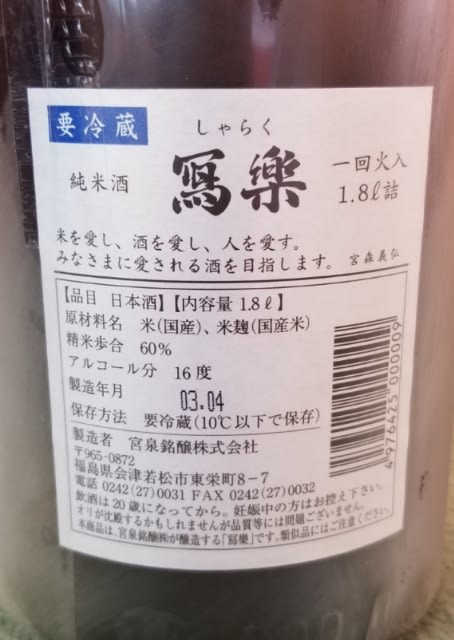 要冷蔵
しゃらく
純米酒
寫樂
一回火入
1.8ℓ詰
米を愛し、酒を愛し、人を愛す。
みなさまに愛される酒を目指します。 宮森義弘
【品目 日本酒】【内容量 1.8ℓ】
原材料名 米(国産)、米麹(国産米)
精米歩合 60%
アルコール分 16度
製造年月 03.04
保存方法 要冷蔵(10℃以下で保存)
製造者 宮泉銘醸株式会社
〒965-0872
福島県会津若松市東栄町8-7
電話 0242(27)0031 FAX 0242(27)0032
飲酒は20歳になってから。妊娠中の方はお控え下さい。
オリが沈殿するかもしれませんが品質等には問題ございません。
本商品は、宮泉銘醸㈱が醸造する「寫樂」です。類似品にはご注意ください。
4976425000009